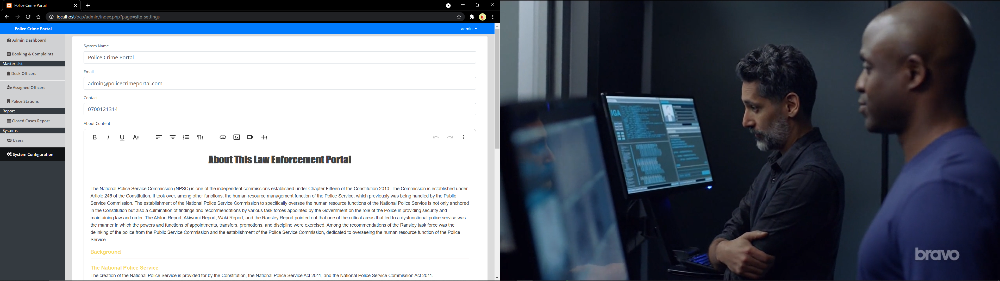 Police Crime Portal
localhost/pcp/admin/index.php?page=site_settings
Police Crime Portal
admin
Admin Dashboard
Booking & Complaints
Master List
Desk Officers
Assigned Officers
Police Stations
Report
Closed Cases Report
Systems
Users
System Configuration
System Name
Police Crime Portal
Email
admin@policecrimeportal.com
Contact
0700121314
About Content
About This Law Enforcement Portal
The National Police Service Commission (NPSC) is one of the independent commissions established under Chapter Fifteen of the Constitution 2010. The Commission is established under
Article 246 of the Constitution. It took over, among other functions, the human resource management function of the Police Service, which previously was being handled by the Public
Service Commission. The establishment of the National Police Service Commission to specifically oversee the human resource functions of the National Police Service is not only anchored
in the Constitution but also a culmination of findings and recommendations by various task forces appointed by the Government on the role of the Police in providing security and
maintaining law and order. The Alston Report, Akiwumi Report, Waki Report, and the Ransley Report pointed out that one of the critical areas that led to a dysfunctional police service was
the manner in which the powers and functions of appointments, transfers, promotions, and discipline were exercised. Among the recommendations of the Ransley task force was the
delinking of the police from the Public Service Commission and the establishment of the Police Service Commission, dedicated to overseeing the human resource function of the Police
Service.
Background
The National Police Service
The creation of the National Police Service is provided for by the Constitution, the National Police Service Act 2011, and the National Police Service Commission Act 2011.
IGA
bravo